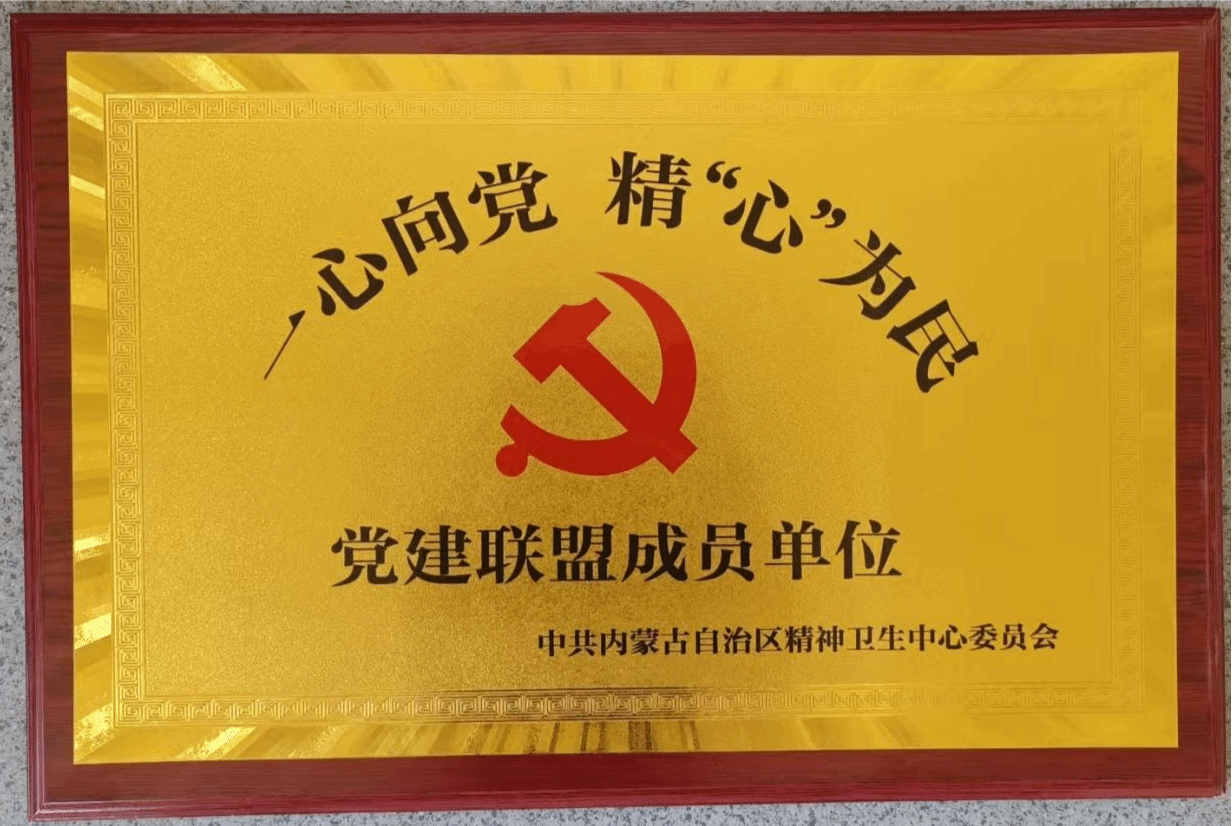 一心向党 精“心”为民
党建联盟成员单位
中共内蒙古自治区精神卫生中心委员会